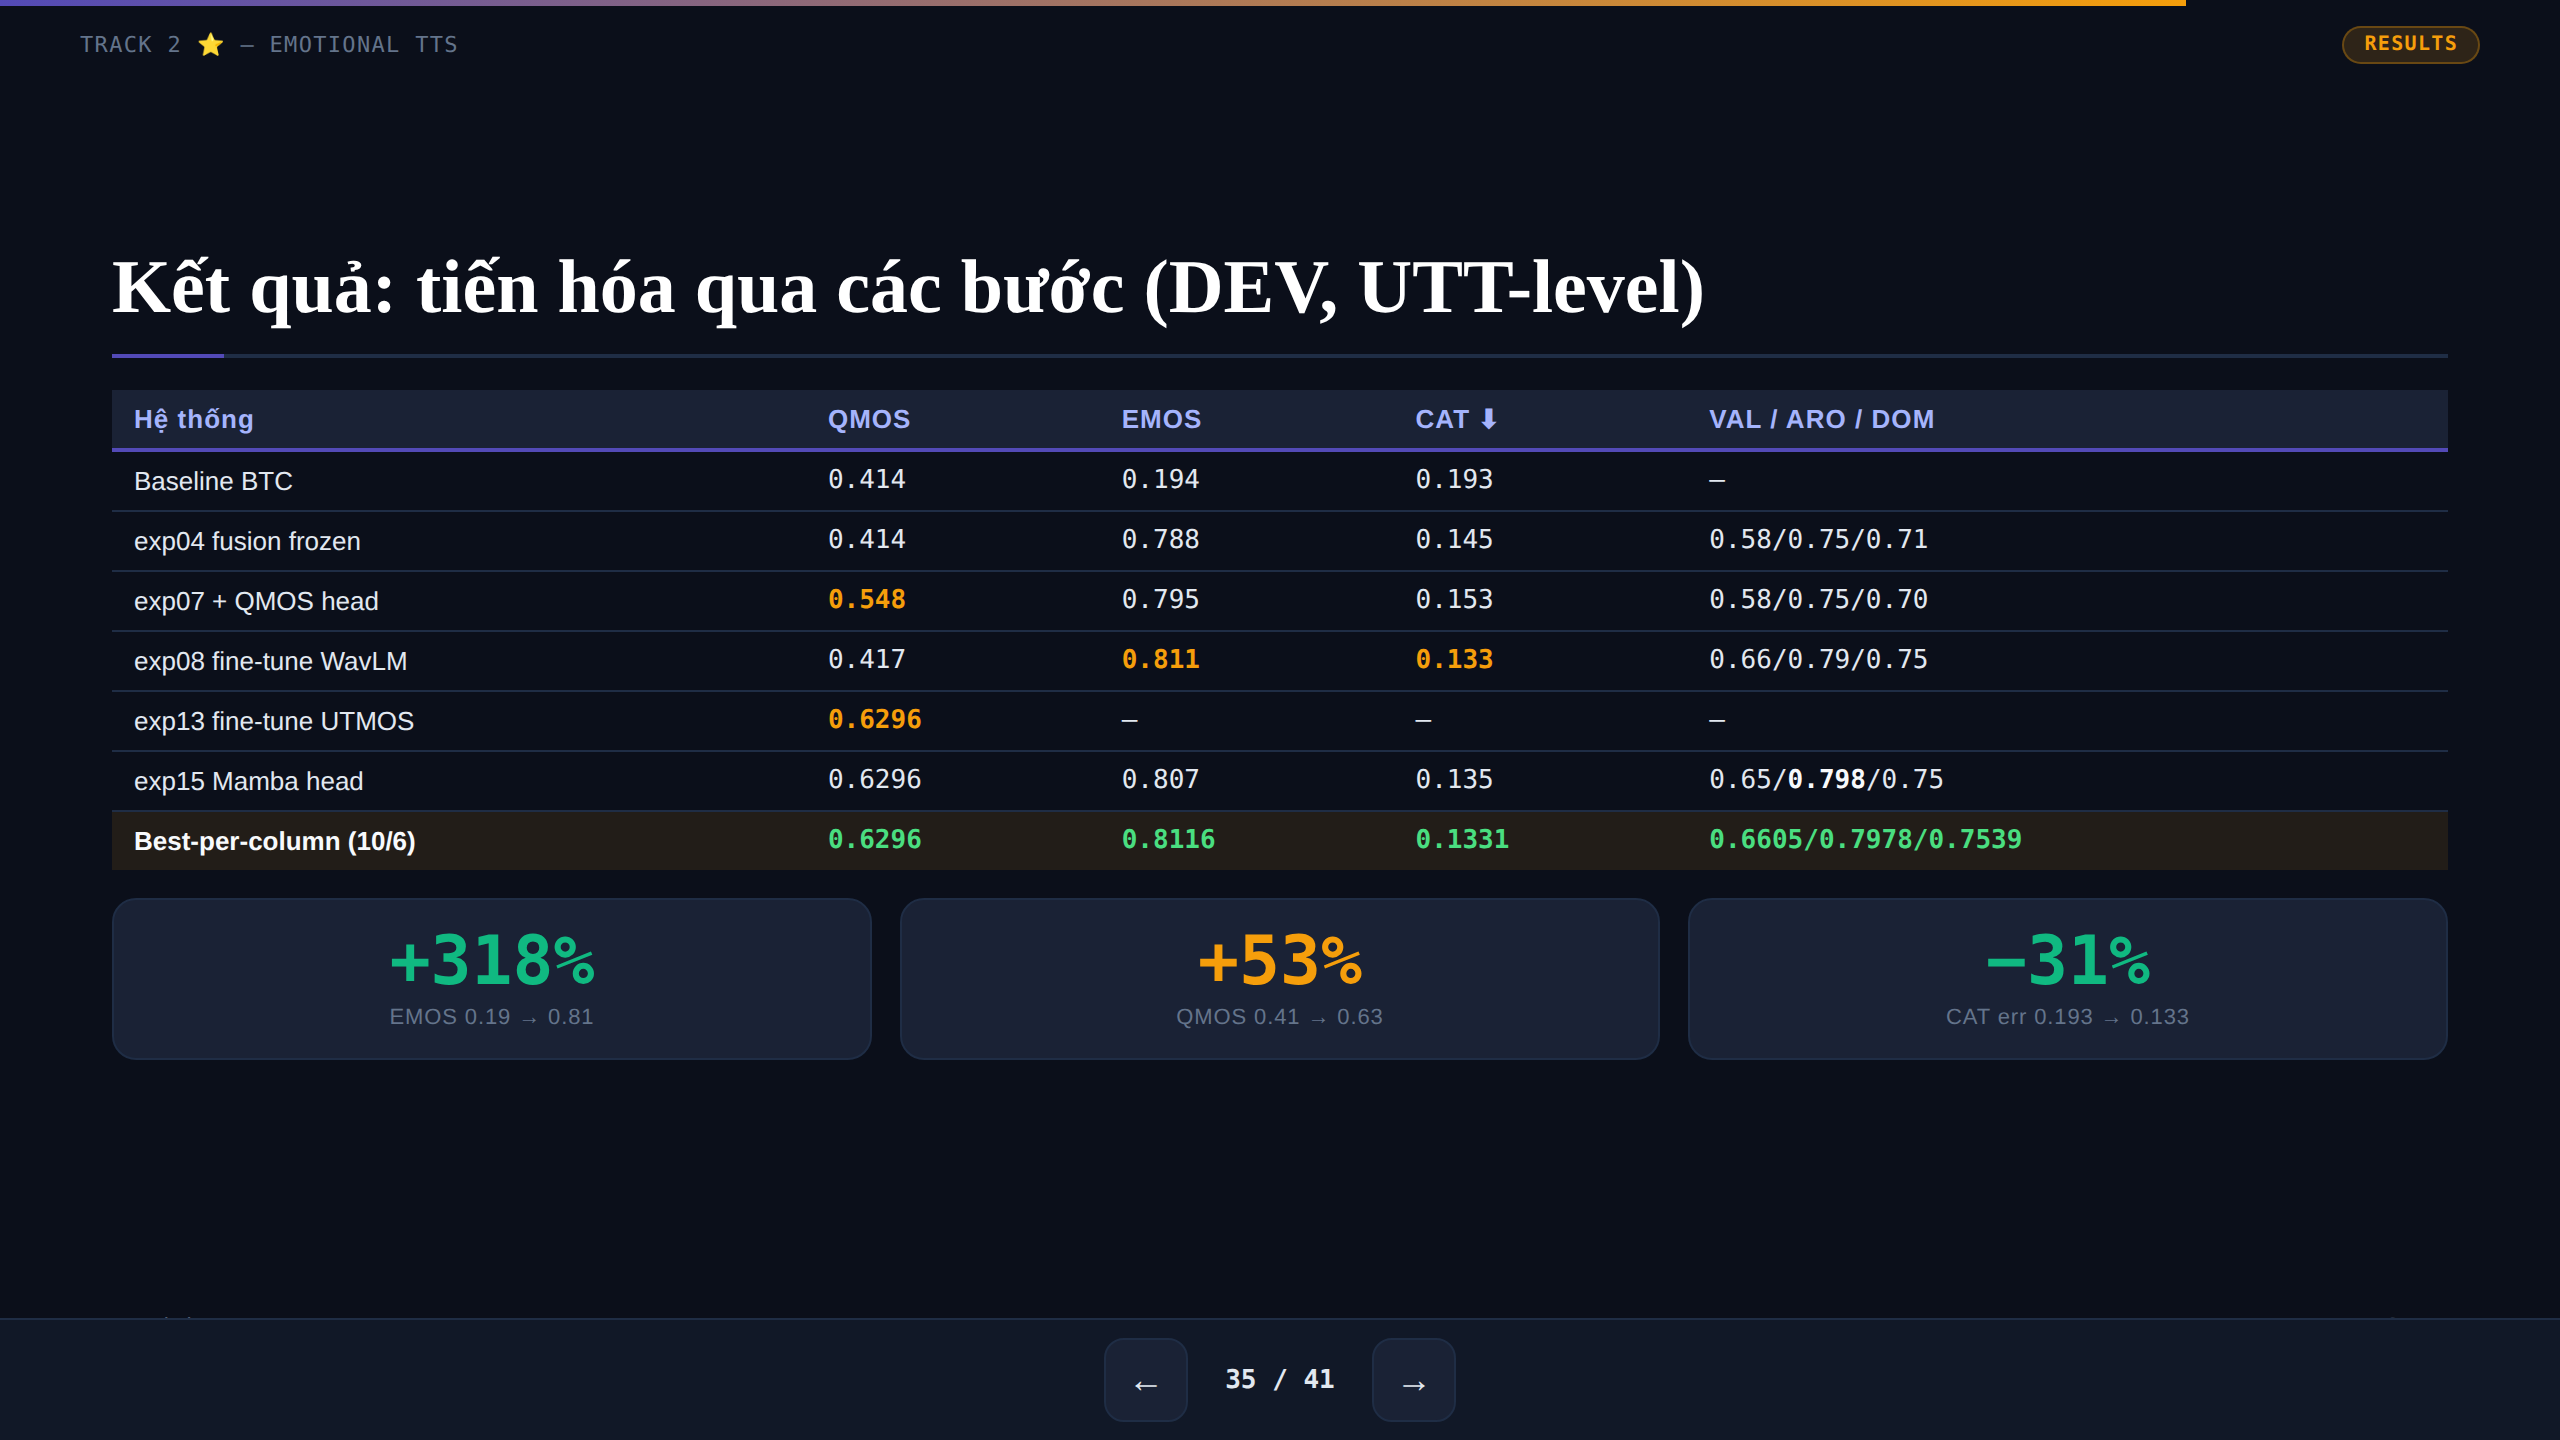 TRACK 2 ⭐ — EMOTIONAL TTS
RESULTS
Kết quả: tiến hóa qua các bước (DEV, UTT-level)
Hệ thống QMOS EMOS CAT ⬇ VAL / ARO / DOM
Baseline BTC 0.414 0.194 0.193 —
exp04 fusion frozen 0.414 0.788 0.145 0.58/0.75/0.71
exp07 + QMOS head 0.548 0.795 0.153 0.58/0.75/0.70
exp08 fine-tune WavLM 0.417 0.811 0.133 0.66/0.79/0.75
exp13 fine-tune UTMOS 0.6296 — — —
exp15 Mamba head 0.6296 0.807 0.135 0.65/0.798/0.75
Best-per-column (10/6) 0.6296 0.8116 0.1331 0.6605/0.7978/0.7539
+318%
EMOS 0.19 → 0.81
+53%
QMOS 0.41 → 0.63
−31%
CAT err 0.193 → 0.133
← 35 / 41 →